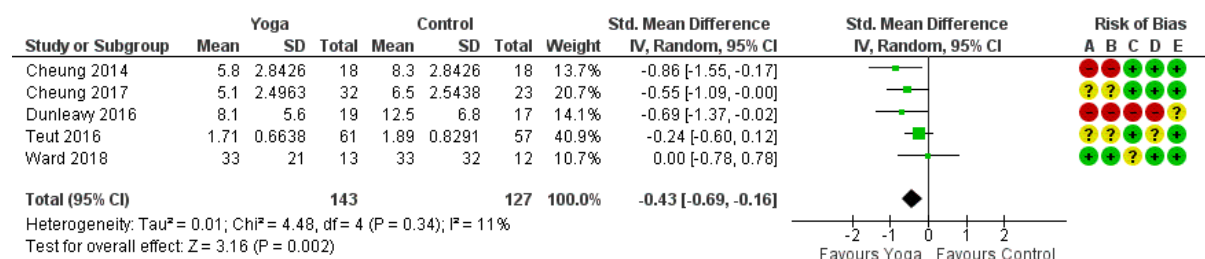 Yoga Control Std. Mean Difference Std. Mean Difference Risk of Bias
Study or Subgroup Mean SD Total Mean SD Total Weight IV, Random, 95% CI IV, Random, 95% CI A B C D E
Cheung 2014 5.8 2.8426 18 8.3 2.8426 18 13.7% -0.86 [-1.55, -0.17] - - + + +
Cheung 2017 5.1 2.4963 32 6.5 2.5438 23 20.7% -0.55 [-1.09, -0.00] ? ? + + +
Dunleavy 2016 8.1 5.6 19 12.5 6.8 17 14.1% -0.69 [-1.37, -0.02] - - - - ?
Teut 2016 1.71 0.6638 61 1.89 0.8291 57 40.9% -0.24 [-0.60, 0.12] ? ? + ? +
Ward 2018 33 21 13 33 32 12 10.7% 0.00 [-0.78, 0.78] + + ? + +
Total (95% CI) 143 127 100.0% -0.43 [-0.69, -0.16]
Heterogeneity: Tau² = 0.01; Chi² = 4.48, df = 4 (P = 0.34); I² = 11%
Test for overall effect: Z = 3.16 (P = 0.002)
-2 -1 0 1 2
Favours Yoga Favours Control